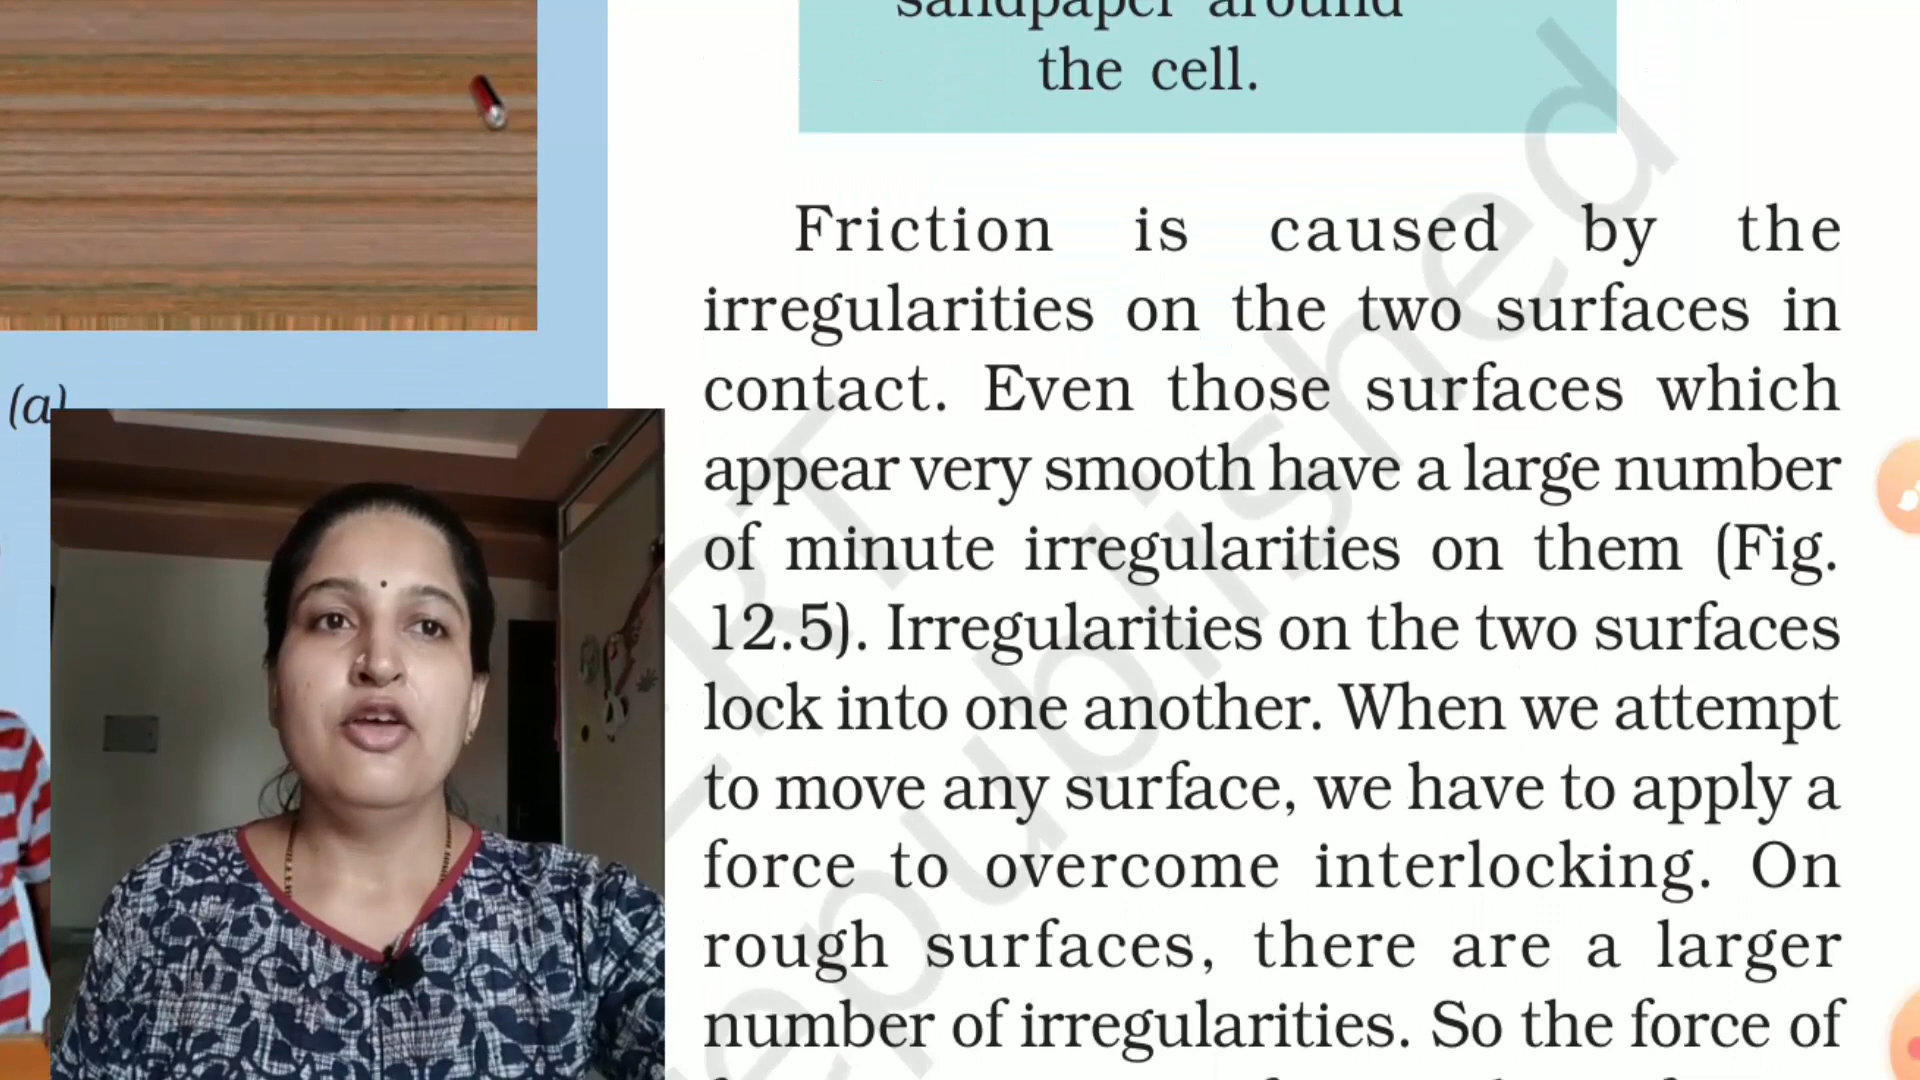 sandpaper around
the cell.
Friction is caused by the
irregularities on the two surfaces in
contact. Even those surfaces which
appear very smooth have a large number
of minute irregularities on them (Fig.
12.5). Irregularities on the two surfaces
lock into one another. When we attempt
to move any surface, we have to apply a
force to overcome interlocking. On
rough surfaces, there are a larger
number of irregularities. So the force of
(a)